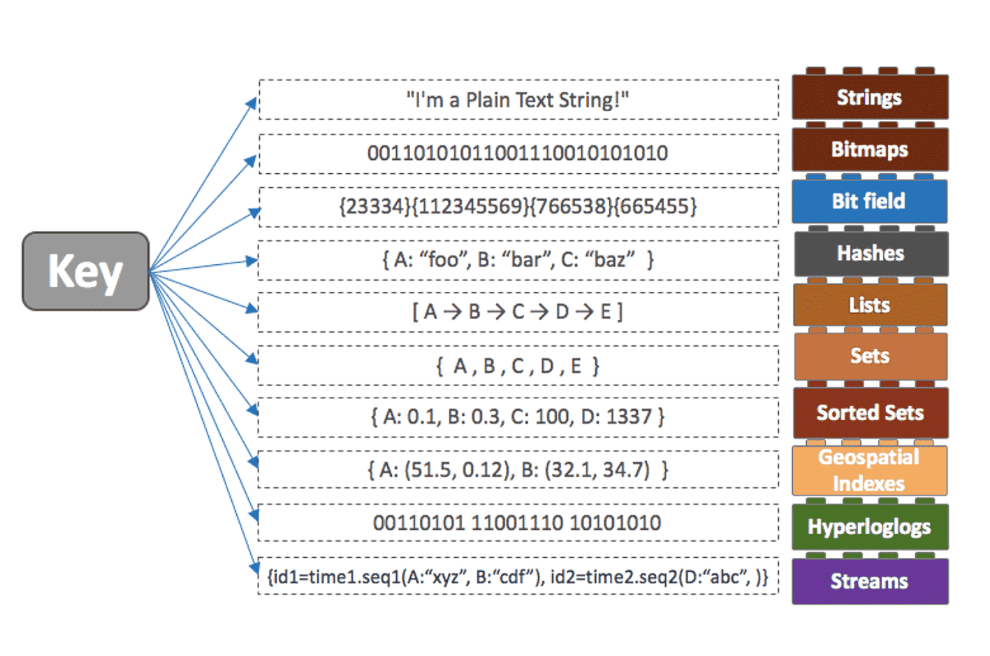 "I'm a Plain Text String!"
Strings
0011010101100111001010​1010
Bitmaps
{23334}{112345569}{766538}{665455}
Bit field
{ A: “foo”, B: “bar”, C: “baz” }
Hashes
Key
[ A → B → C → D → E ]
Lists
{ A , B , C , D , E }
Sets
{ A: 0.1, B: 0.3, C: 100, D: 1337 }
Sorted Sets
{ A: (51.5, 0.12), B: (32.1, 34.7) }
Geospatial
Indexes
00110101 11001110 10101010
Hyperloglogs
{id1=time1.seq1(A:“xyz”, B:“cdf”), id2=time2.seq2(D:“abc”, )}
Streams